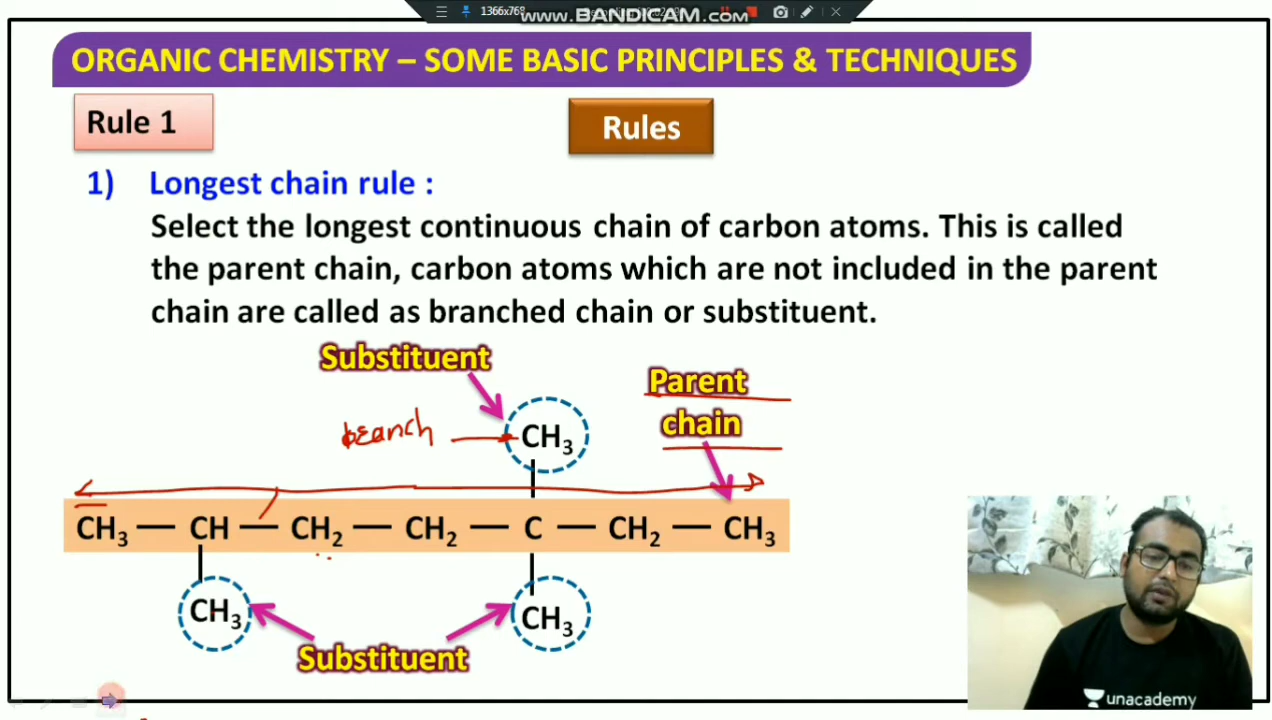 1366x768
www.BANDICAM.com
ORGANIC CHEMISTRY – SOME BASIC PRINCIPLES & TECHNIQUES
Rule 1
Rules
1) Longest chain rule :
Select the longest continuous chain of carbon atoms. This is called
the parent chain, carbon atoms which are not included in the parent
chain are called as branched chain or substituent.
Substituent
Parent
chain
branch
CH₃
CH₃ — CH — CH₂ — CH₂ — C — CH₂ — CH₃
CH₃
CH₃
Substituent
unacademy